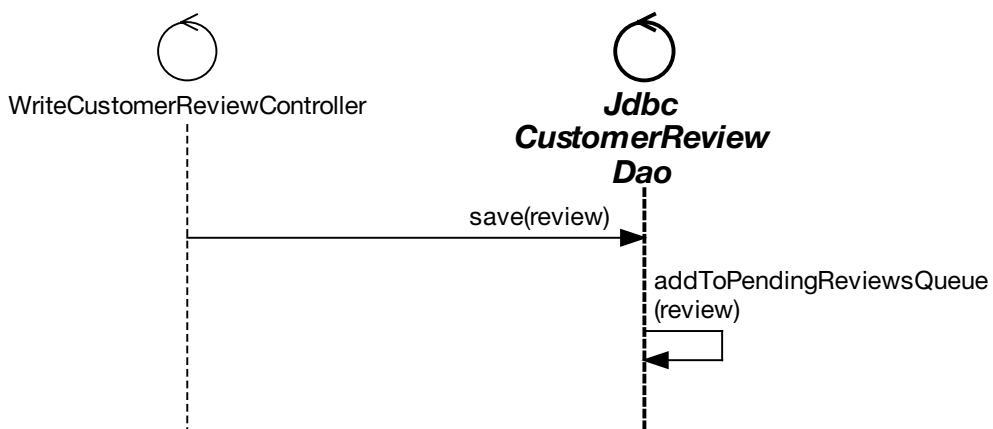 WriteCustomerReviewController
Jdbc
CustomerReview
Dao
save(review)
addToPendingReviewsQueue
(review)